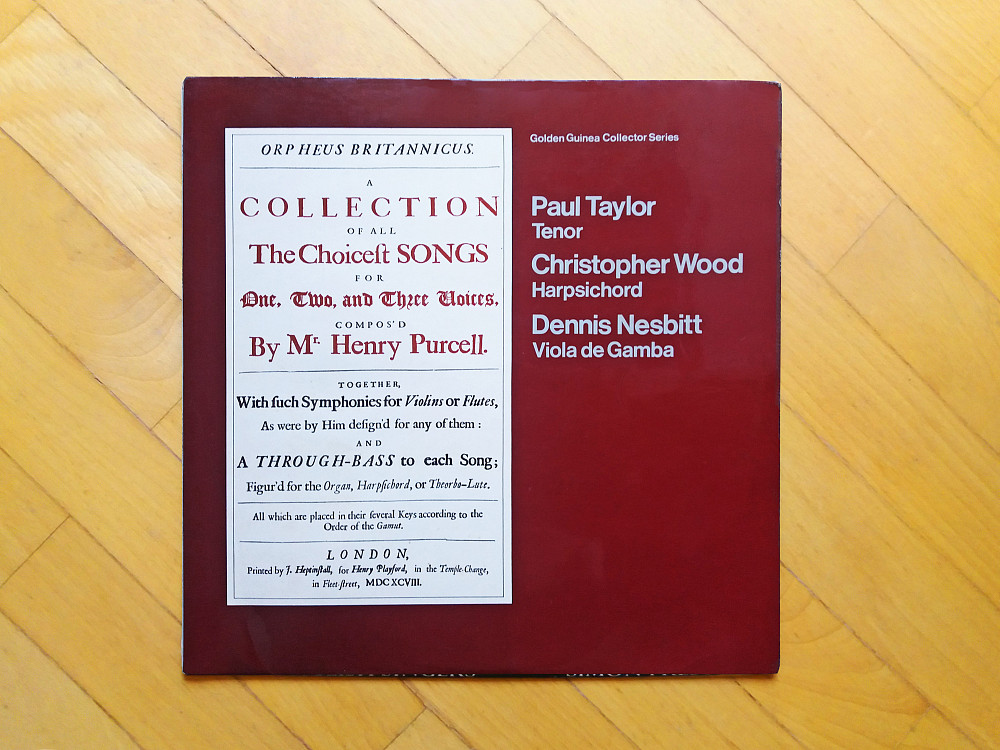 ORPHEUS BRITANNICUS.
A
COLLECTION
OF ALL
The Choiceſt SONGS
FOR
One, Two, and Three Voices,
COMPOS'D
By Mr. Henry Purcell.
TOGETHER,
With ſuch Symphonies for Violins or Flutes,
As were by Him deſign'd for any of them :
AND
A THROUGH-BASS to each Song;
Figur'd for the Organ, Harpſichord, or Theorbo-Lute.
All which are placed in their ſeveral Keys according to the
Order of the Gamut.
LONDON,
Printed by J. Heptinſtall, for Henry Playford, in the Temple-Change,
in Fleet-ſtreet, MDCXCVIII.
Golden Guinea Collector Series
Paul Taylor
Tenor
Christopher Wood
Harpsichord
Dennis Nesbitt
Viola de Gamba